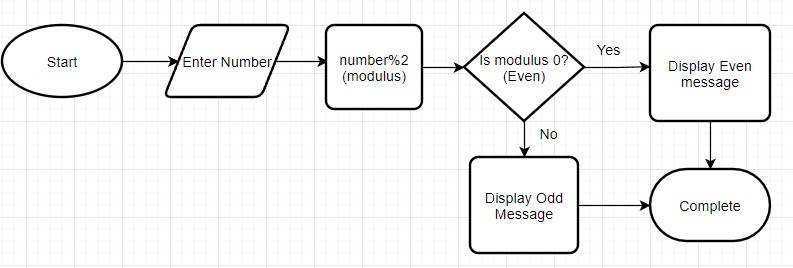 Start
Enter Number
number%2
(modulus)
Is modulus 0?
(Even)
Yes
Display Even
message
No
Display Odd
Message
Complete